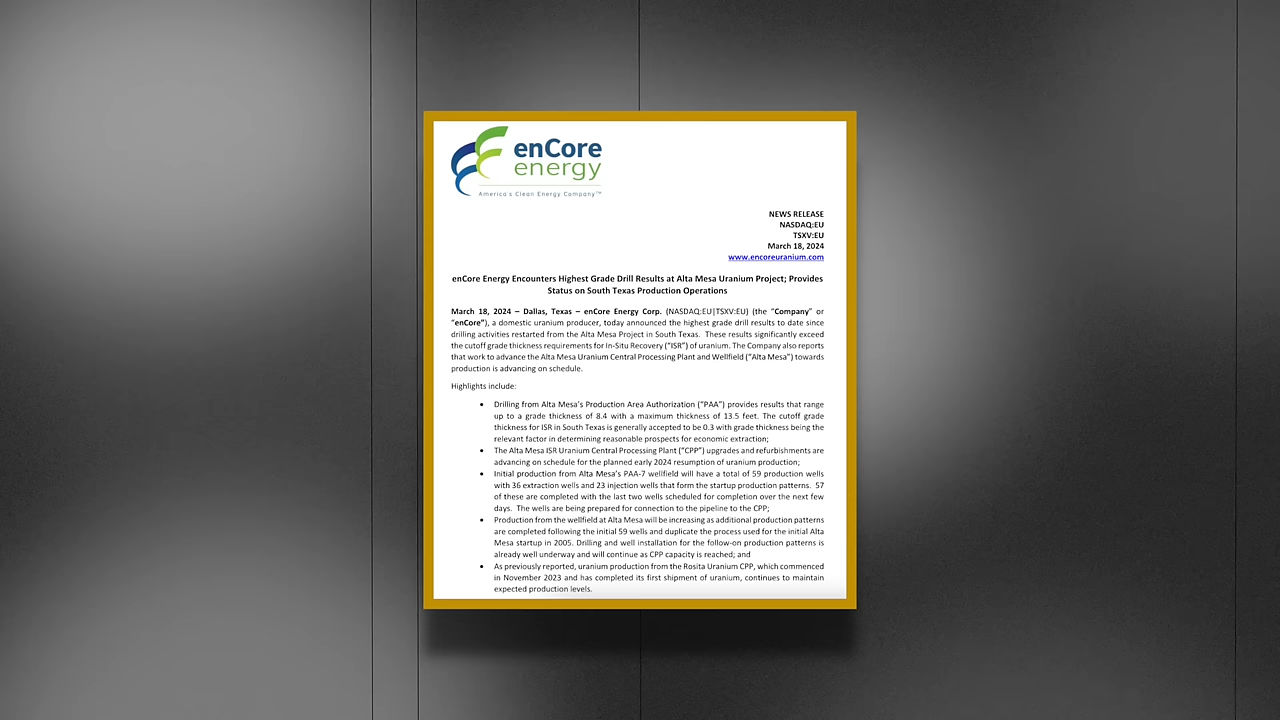 enCore
energy
America's Clean Energy Company™
NEWS RELEASE
NASDAQ:EU
TSXV:EU
March 18, 2024
www.encoreuranium.com
enCore Energy Encounters Highest Grade Drill Results at Alta Mesa Uranium Project; Provides
Status on South Texas Production Operations
March 18, 2024 – Dallas, Texas – enCore Energy Corp. (NASDAQ:EU|TSXV:EU) (the “Company” or
“enCore”), a domestic uranium producer, today announced the highest grade drill results to date since
drilling activities restarted from the Alta Mesa Project in South Texas. These results significantly exceed
the cutoff grade thickness requirements for In-Situ Recovery (“ISR”) of uranium. The Company also reports
that work to advance the Alta Mesa Uranium Central Processing Plant and Wellfield (“Alta Mesa”) towards
production is advancing on schedule.
Highlights include:
• Drilling from Alta Mesa’s Production Area Authorization (“PAA”) provides results that range
up to a grade thickness of 8.4 with a maximum thickness of 13.5 feet. The cutoff grade
thickness for ISR in South Texas is generally accepted to be 0.3 with grade thickness being the
relevant factor in determining reasonable prospects for economic extraction;
• The Alta Mesa ISR Uranium Central Processing Plant (“CPP”) upgrades and refurbishments are
advancing on schedule for the planned early 2024 resumption of uranium production;
• Initial production from Alta Mesa’s PAA-7 wellfield will have a total of 59 production wells
with 36 extraction wells and 23 injection wells that form the startup production patterns. 57
of these are completed with the last two wells scheduled for completion over the next few
days. The wells are being prepared for connection to the pipeline to the CPP;
• Production from the wellfield at Alta Mesa will be increasing as additional production patterns
are completed following the initial 59 wells and duplicate the process used for the initial Alta
Mesa startup in 2005. Drilling and well installation for the follow-on production patterns is
already well underway and will continue as CPP capacity is reached; and
• As previously reported, uranium production from the Rosita Uranium CPP, which commenced
in November 2023 and has completed its first shipment of uranium, continues to maintain
expected production levels.